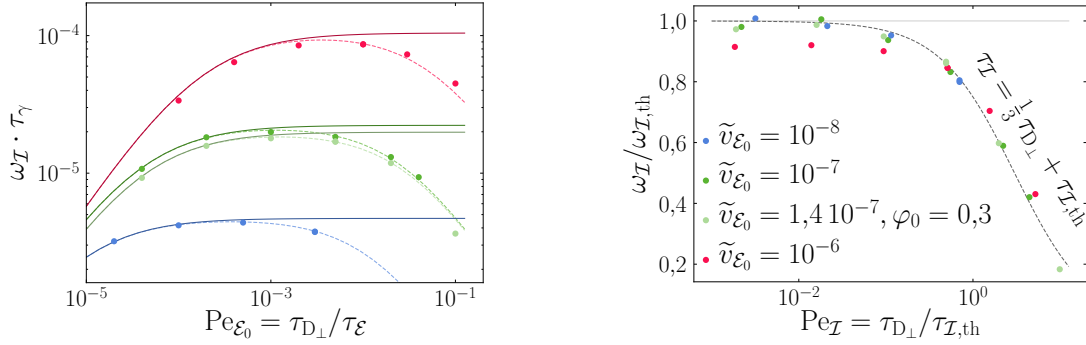 10⁻⁴
10⁻⁵
ω_ℐ · τ_γ
10⁻⁵
10⁻³
10⁻¹
Pe_ℰ₀ = τ_D⊥/τ_ℰ
1,0
0,8
0,6
0,4
0,2
ω_ℐ/ω_ℐ,th
τ_ℐ = 1/3 τ_D⊥ + τ_ℐ,th
ṽ_ℰ₀ = 10⁻⁸
ṽ_ℰ₀ = 10⁻⁷
ṽ_ℰ₀ = 1,4 10⁻⁷, φ₀ = 0,3
ṽ_ℰ₀ = 10⁻⁶
10⁻²
10⁰
Pe_ℐ = τ_D⊥/τ_ℐ,th